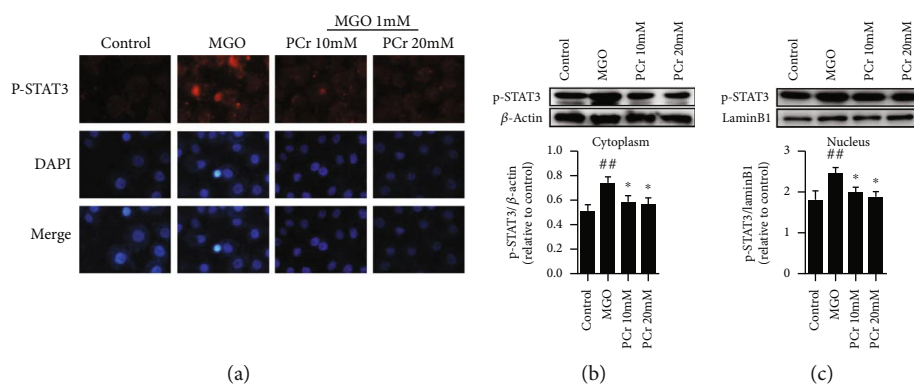 MGO 1mM
Control MGO PCr 10mM PCr 20mM
P-STAT3
DAPI
Merge
(a)
Control MGO PCr 10mM PCr 20mM
p-STAT3
β-Actin
Cytoplasm
p-STAT3/β-actin
(relative to control)
1.0
0.8
0.6
0.4
0.2
0.0
##
*
*
Control MGO PCr 10mM PCr 20mM
(b)
Control MGO PCr 10mM PCr 20mM
p-STAT3
LaminB1
Nucleus
p-STAT3/laminB1
(relative to control)
3
2
1
0
##
*
*
Control MGO PCr 10mM PCr 20mM
(c)